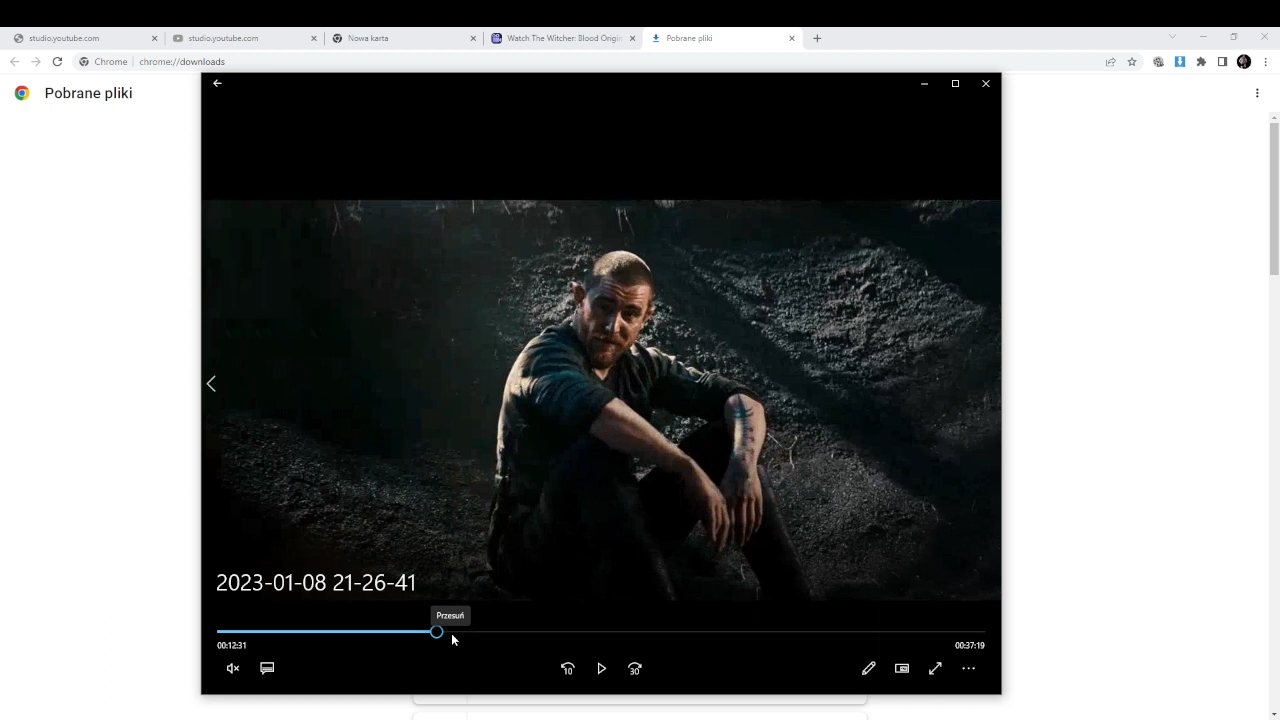 studio.youtube.com
studio.youtube.com
Nowa karta
Watch The Witcher: Blood Origin
Pobrane pliki
Chrome
chrome://downloads
Pobrane pliki
2023-01-08 21-26-41
Przesuń
00:12:31
00:37:19
10
30